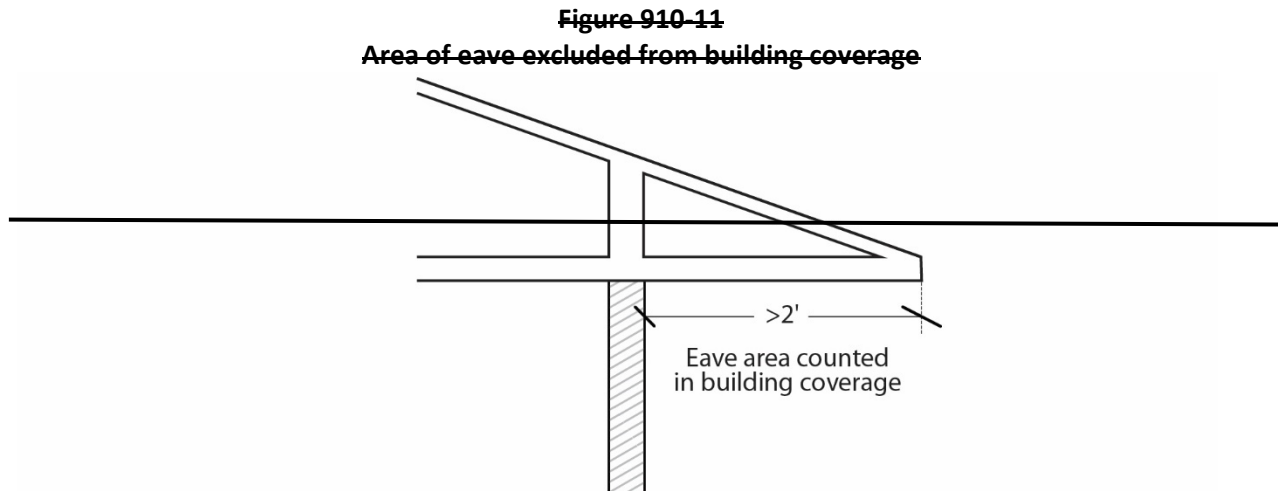 Figure 910-11
Area of eave excluded from building coverage
>2'
Eave area counted
in building coverage